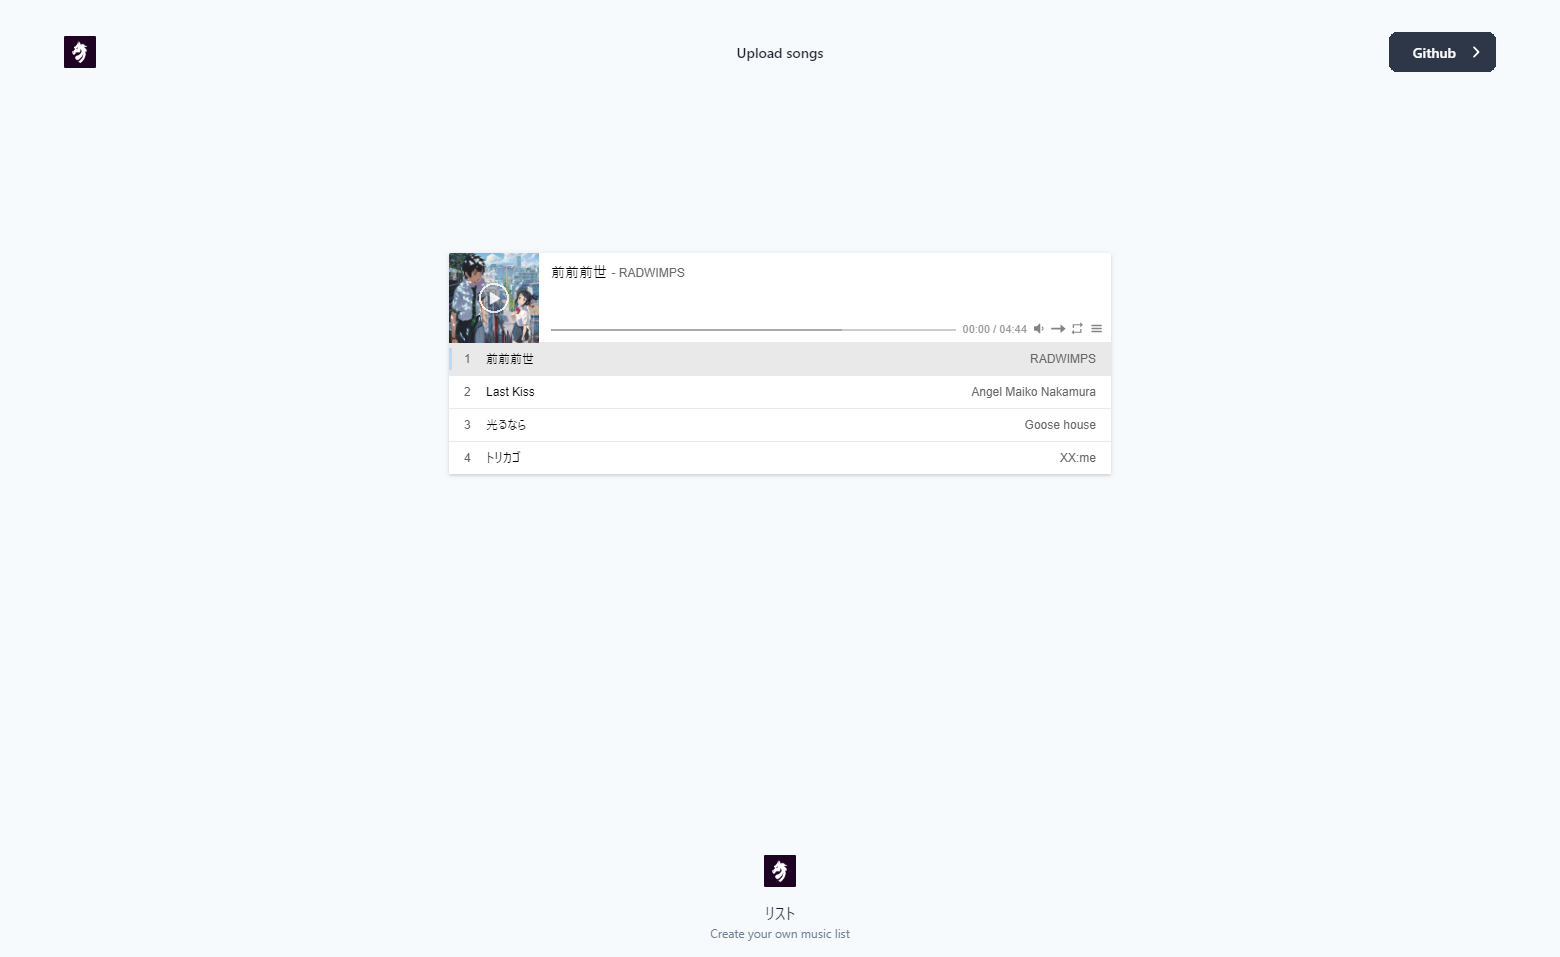 Upload songs
Github
前前前世 - RADWIMPS
00:00 / 04:44
1 前前前世 RADWIMPS
2 Last Kiss Angel Maiko Nakamura
3 光るなら Goose house
4 トリカゴ XX:me
リスト
Create your own music list